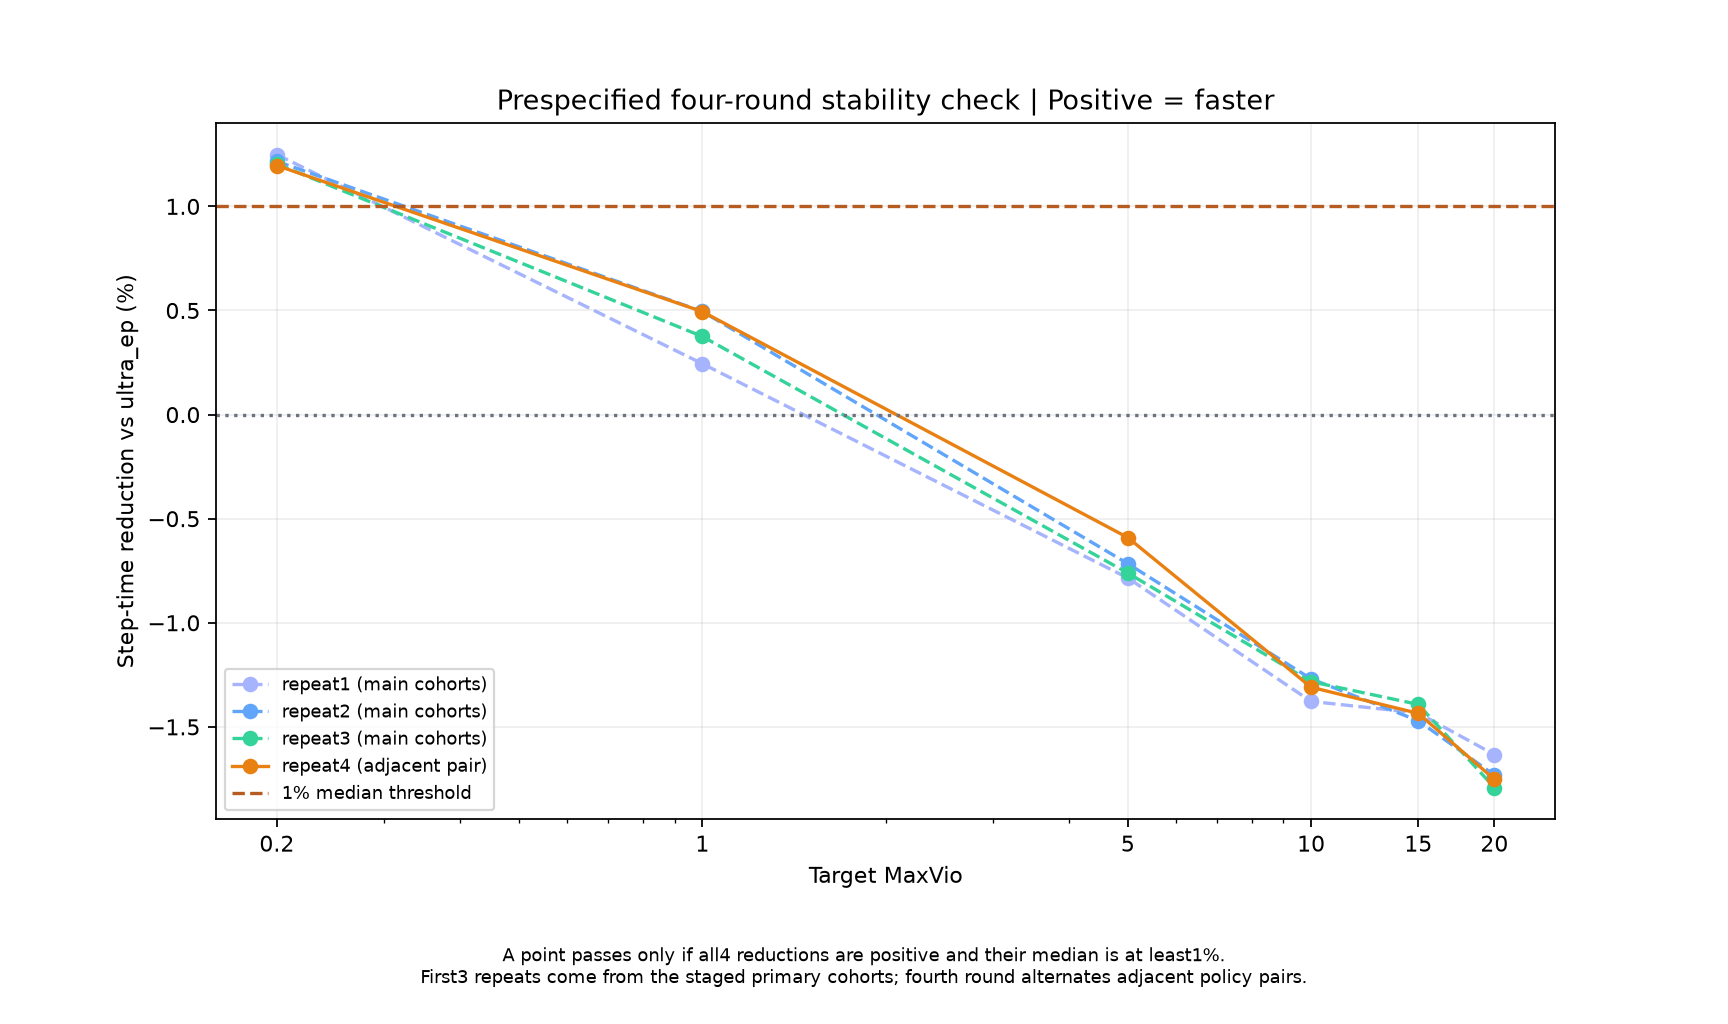 Prespecified four-round stability check | Positive = faster
Step-time reduction vs ultra_ep (%)
1.0
0.5
0.0
−0.5
−1.0
−1.5
repeat1 (main cohorts)
repeat2 (main cohorts)
repeat3 (main cohorts)
repeat4 (adjacent pair)
1% median threshold
0.2 1 5 10 15 20
Target MaxVio
A point passes only if all4 reductions are positive and their median is at least1%.
First3 repeats come from the staged primary cohorts; fourth round alternates adjacent policy pairs.